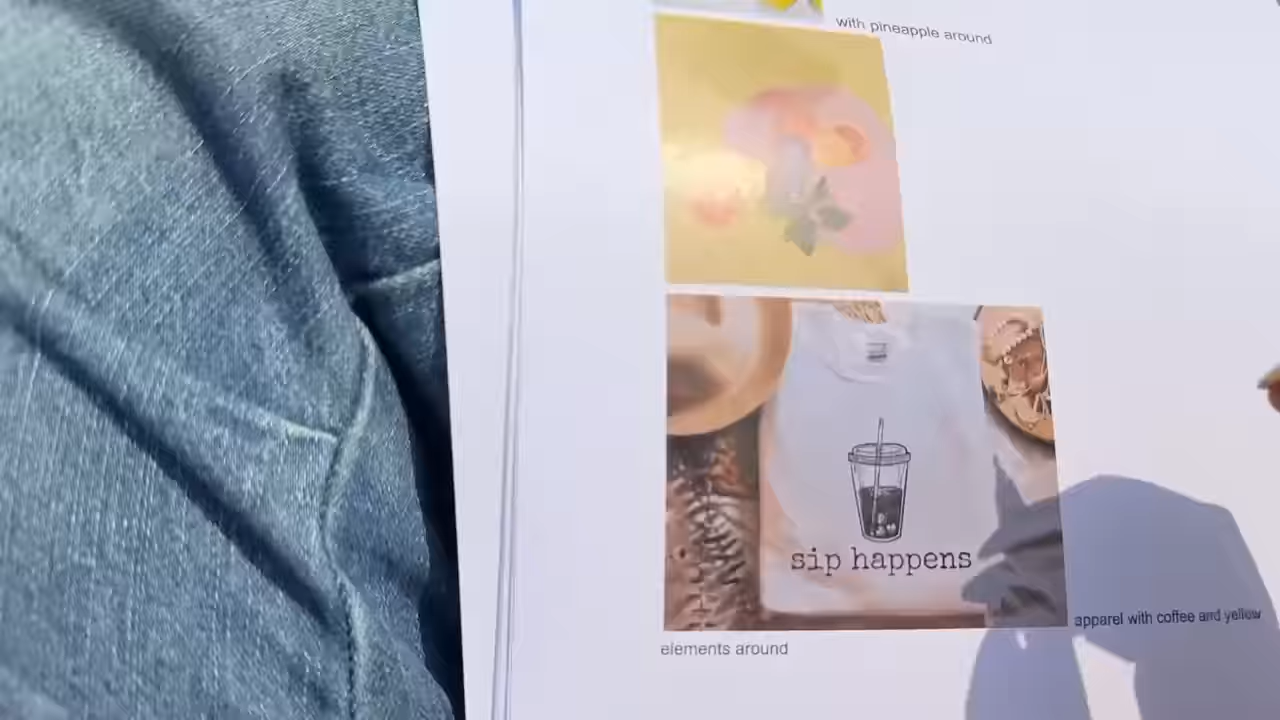 with pineapple around
sip happens
apparel with coffee and yellow
elements around